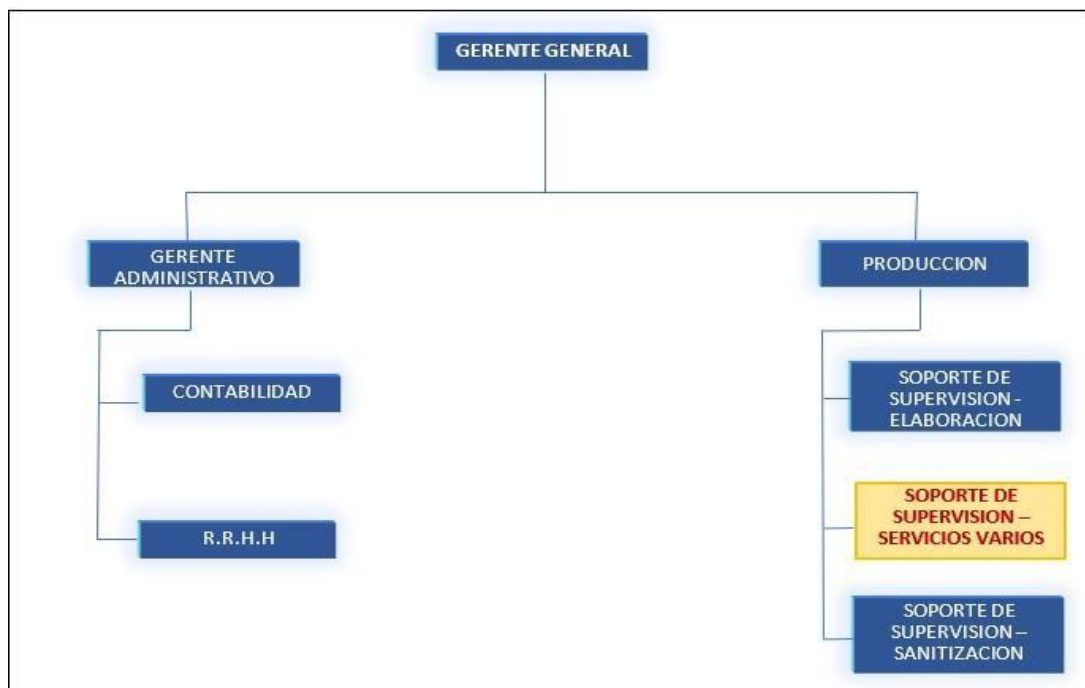 GERENTE GENERAL
GERENTE
ADMINISTRATIVO
CONTABILIDAD
R.R.H.H
PRODUCCION
SOPORTE DE
SUPERVISION -
ELABORACION
SOPORTE DE
SUPERVISION –
SERVICIOS VARIOS
SOPORTE DE
SUPERVISION –
SANITIZACION